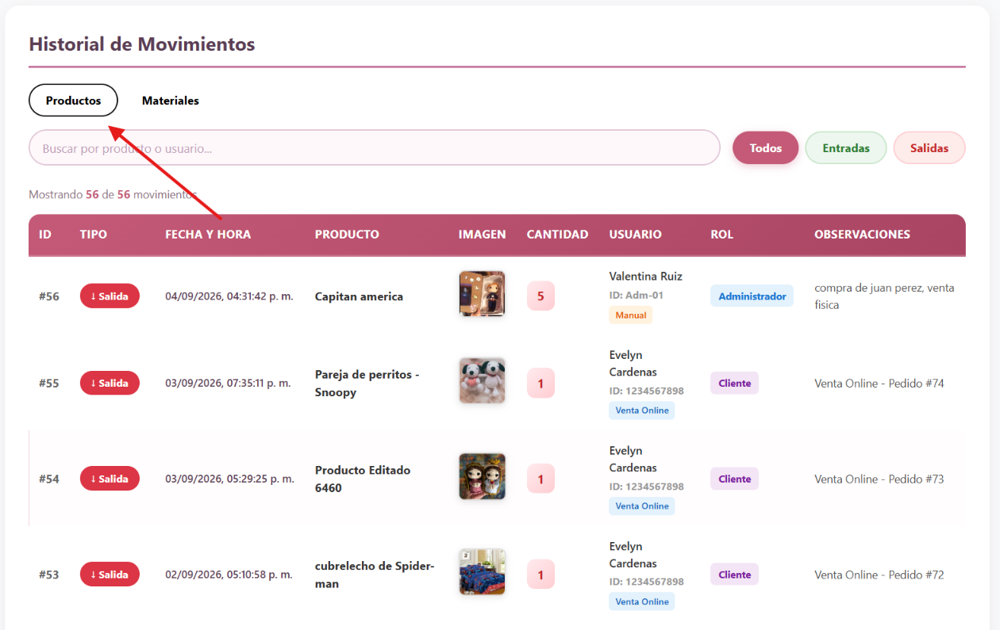 Historial de Movimientos
Productos Materiales
Buscar por producto o usuario... Todos Entradas Salidas
Mostrando 56 de 56 movimientos
ID TIPO FECHA Y HORA PRODUCTO IMAGEN CANTIDAD USUARIO ROL OBSERVACIONES
#56 ↓ Salida 04/09/2026, 04:31:42 p. m. Capitan america 5 Valentina Ruiz
ID: Adm-01
Manual
Administrador
compra de juan perez, venta
fisica
#55 ↓ Salida 03/09/2026, 07:35:11 p. m. Pareja de perritos -
Snoopy
1
Evelyn
Cardenas
ID: 1234567898
Venta Online
Cliente
Venta Online - Pedido #74
#54 ↓ Salida 03/09/2026, 05:29:25 p. m. Producto Editado
6460
1
Evelyn
Cardenas
ID: 1234567898
Venta Online
Cliente
Venta Online - Pedido #73
#53 ↓ Salida 02/09/2026, 05:10:58 p. m. cubrelecho de Spider-
man
1
Evelyn
Cardenas
ID: 1234567898
Venta Online
Cliente
Venta Online - Pedido #72